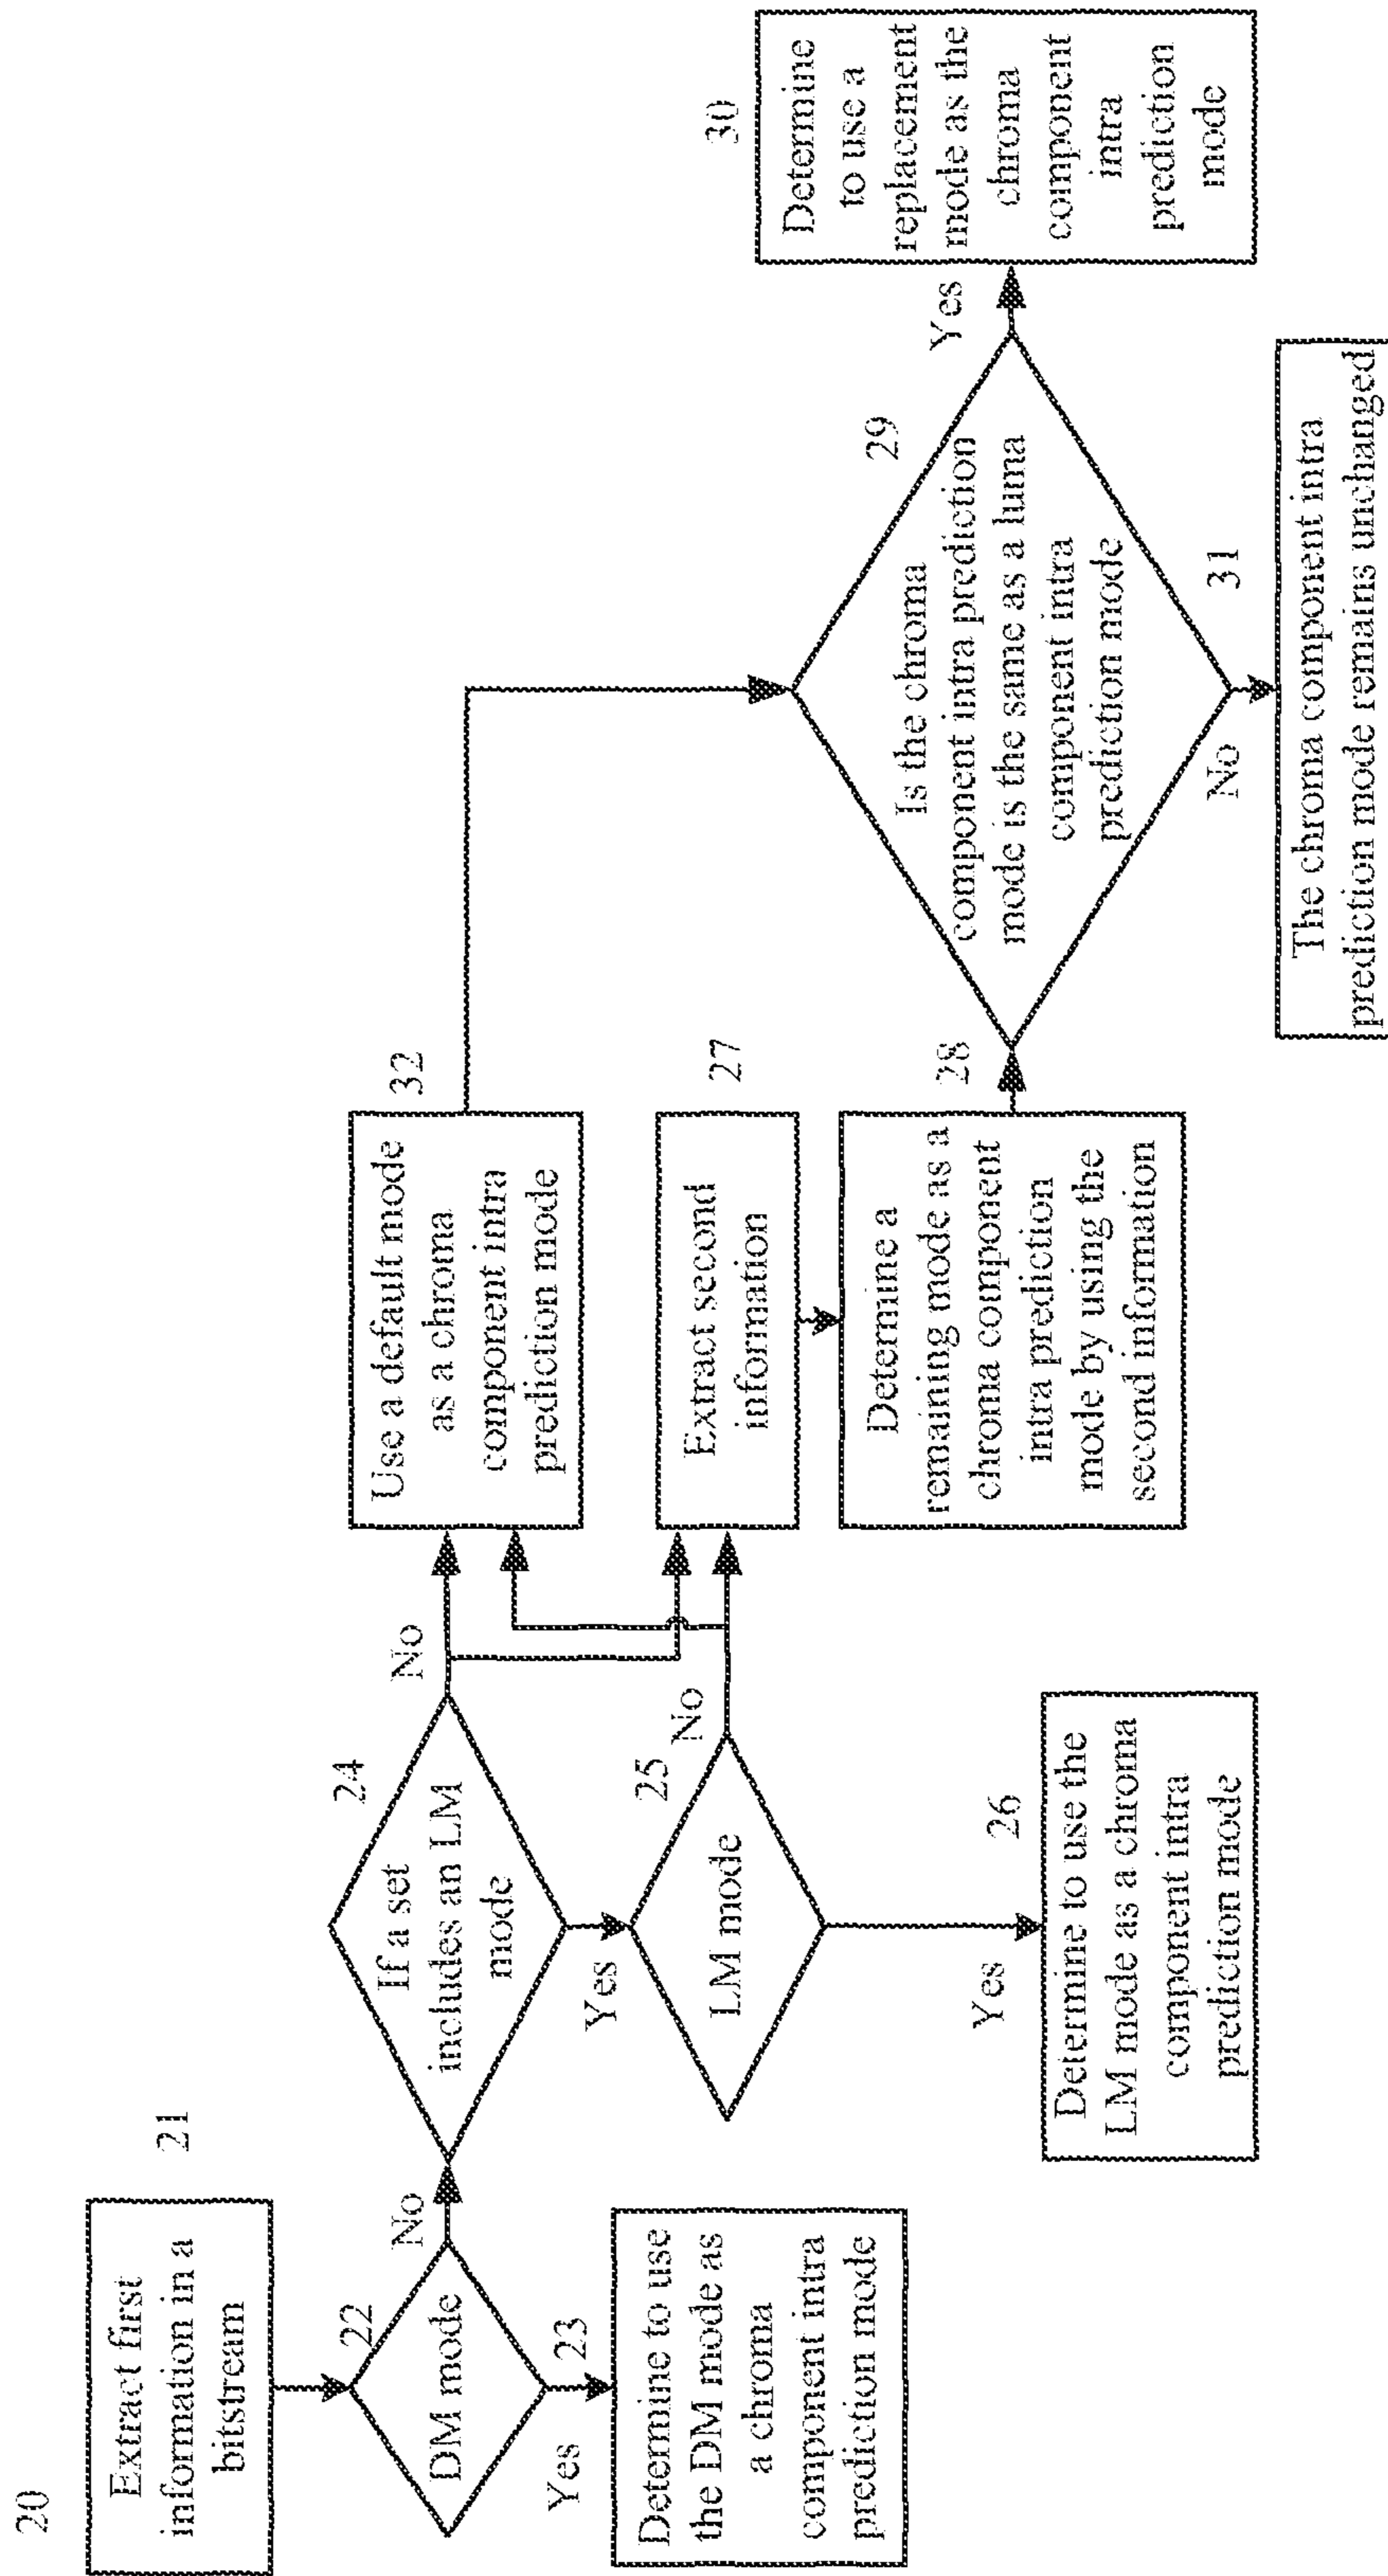 20
Extract first
information in a
bitstream
21
DM mode
22
No
Yes
23
Determine to use
the DM mode as
a chroma
component intra
prediction mode
If a set
includes an LM
mode
24
No
Yes
LM mode
25
No
Yes
26
Determine to use the
LM mode as a chroma
component intra
prediction mode
Use a default mode
as a chroma
component intra
prediction mode
32
Extract second
information
27
Determine a
remaining mode as a
chroma component
intra prediction
mode by using the
second information
28
Is the chroma
component intra prediction
mode is the same as a luma
component intra
prediction mode
29
Yes
30
Determine
to use a
replacement
mode as the
chroma
component
intra
prediction
mode
No
31
The chroma component intra
prediction mode remains unchanged